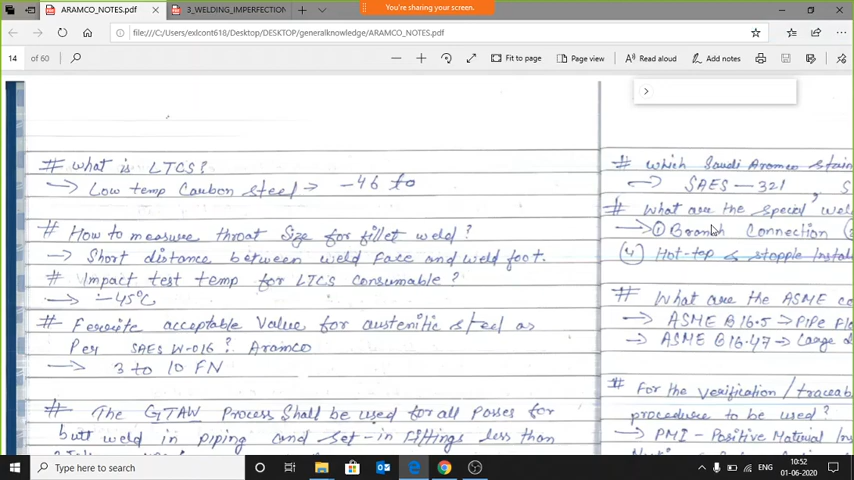 ARAMCO_NOTES.pdf
3_WELDING_IMPERFECTION
You're sharing your screen.
file:///C:/Users/exlcont618/Desktop/DESKTOP/generalknowledge/ARAMCO_NOTES.pdf
14 of 60
Fit to page
Page view
Read aloud
Add notes
# What is LTCS?
→ Low temp Carbon steel → -46 to
# How to measure throat Size for fillet weld?
→ Short distance between weld face and weld foot.
# Impact test temp for LTCS consumable?
→ -45°C
# Ferrite acceptable value for austenitic steel as
Per SAES W-016? Aramco
→ 3 to 10 FN
# The GTAW Process shall be used for all Passes for
butt weld in piping and set-in fittings less than
# Which Saudi Aramco stain
→ SAES - 321 S
# What are the special wel
→ ① Branch Connection (
④ Hot-tap & stopple Instal
# What are the ASME co
→ ASME B 16.5 → Pipe Fl
→ ASME B 16.47 → Large d
# For the verification / traceab
procedure to be used?
→ PMI - Positive Material In
Type here to search
ENG
10:52
01-06-2020